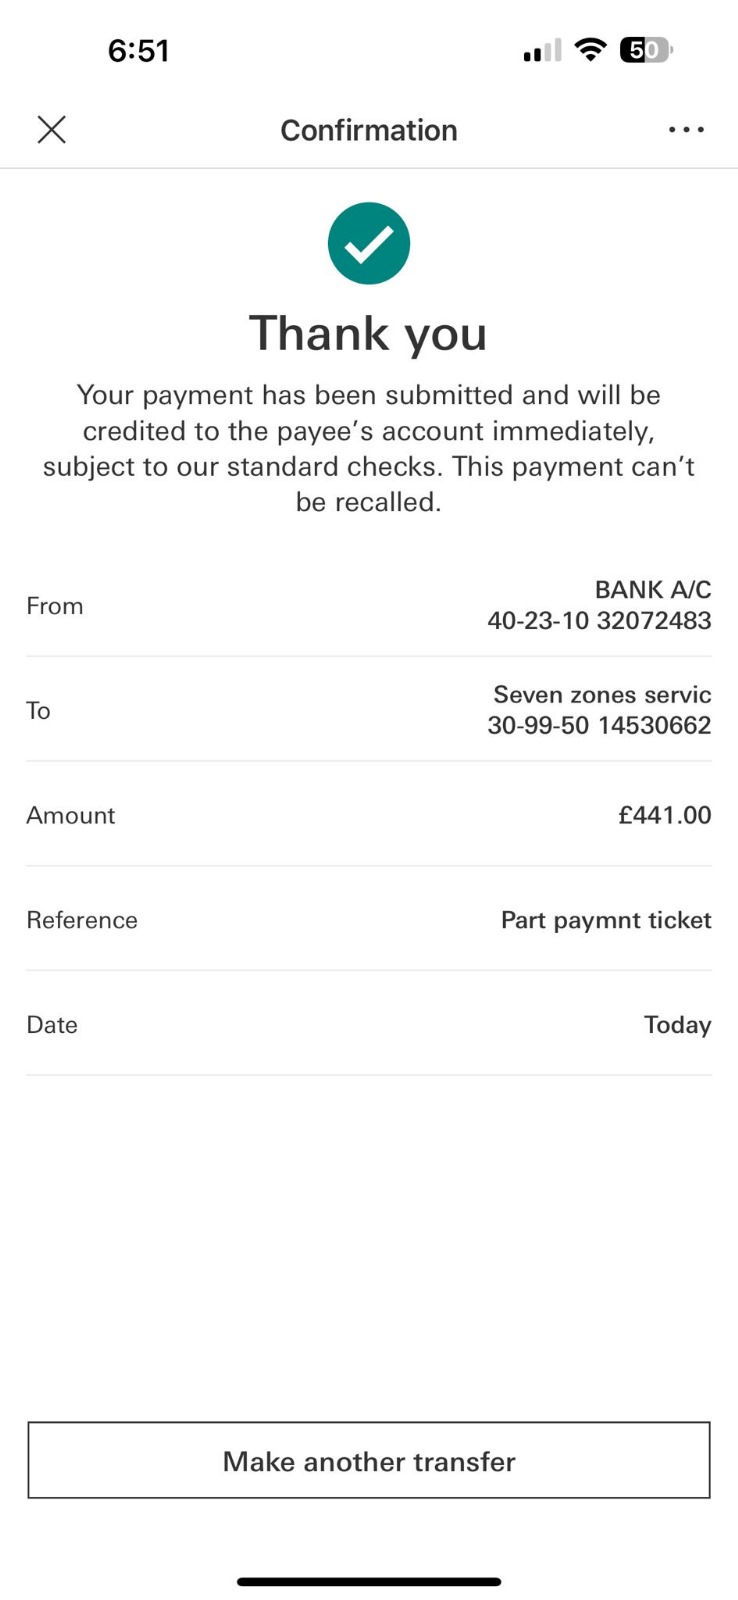 6:51
50
Confirmation
Thank you
Your payment has been submitted and will be
credited to the payee’s account immediately,
subject to our standard checks. This payment can’t
be recalled.
From
BANK A/C
40-23-10 32072483
To
Seven zones servic
30-99-50 14530662
Amount
£441.00
Reference
Part paymnt ticket
Date
Today
Make another transfer